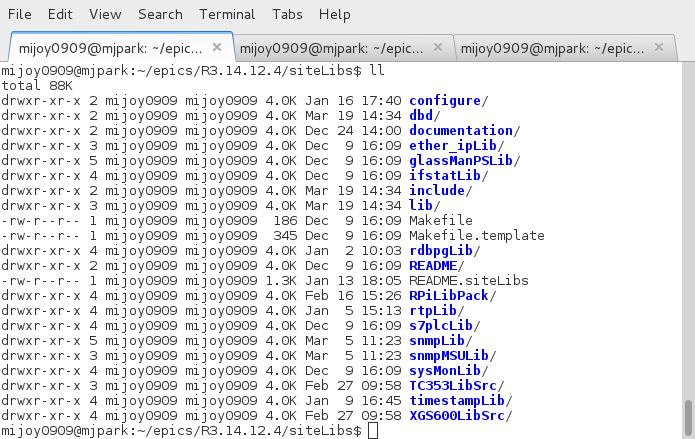 File Edit View Search Terminal Tabs Help
mijoy0909@mjpark: ~/epic... × mijoy0909@mjpark: ~/epic... × mijoy0909@mjpark: ~/epic... ×
mijoy0909@mjpark:~/epics/R3.14.12.4/siteLibs$ ll
total 88K
drwxr-xr-x 2 mijoy0909 mijoy0909 4.0K Jan 16 17:40 configure/
drwxr-xr-x 2 mijoy0909 mijoy0909 4.0K Mar 19 14:34 dbd/
drwxr-xr-x 2 mijoy0909 mijoy0909 4.0K Dec 24 14:00 documentation/
drwxr-xr-x 3 mijoy0909 mijoy0909 4.0K Dec  9 16:09 ether_ipLib/
drwxr-xr-x 5 mijoy0909 mijoy0909 4.0K Dec  9 16:09 glassManPSLib/
drwxr-xr-x 4 mijoy0909 mijoy0909 4.0K Dec  9 16:09 ifstatLib/
drwxr-xr-x 2 mijoy0909 mijoy0909 4.0K Mar 19 14:34 include/
drwxr-xr-x 3 mijoy0909 mijoy0909 4.0K Mar 19 14:34 lib/
-rw-r--r-- 1 mijoy0909 mijoy0909  186 Dec  9 16:09 Makefile
-rw-r--r-- 1 mijoy0909 mijoy0909  345 Dec  9 16:09 Makefile.template
drwxr-xr-x 4 mijoy0909 mijoy0909 4.0K Jan  2 10:03 rdbpgLib/
drwxr-xr-x 2 mijoy0909 mijoy0909 4.0K Dec  9 16:09 README/
-rw-r--r-- 1 mijoy0909 mijoy0909 1.3K Jan 13 18:05 README.siteLibs
drwxr-xr-x 4 mijoy0909 mijoy0909 4.0K Feb 16 15:26 RPiLibPack/
drwxr-xr-x 4 mijoy0909 mijoy0909 4.0K Jan  5 15:13 rtpLib/
drwxr-xr-x 4 mijoy0909 mijoy0909 4.0K Dec  9 16:09 s7plcLib/
drwxr-xr-x 5 mijoy0909 mijoy0909 4.0K Mar  5 11:23 snmpLib/
drwxr-xr-x 3 mijoy0909 mijoy0909 4.0K Mar  5 11:23 snmpMSULib/
drwxr-xr-x 4 mijoy0909 mijoy0909 4.0K Dec  9 16:09 sysMonLib/
drwxr-xr-x 3 mijoy0909 mijoy0909 4.0K Feb 27 09:58 TC353LibSrc/
drwxr-xr-x 4 mijoy0909 mijoy0909 4.0K Jan  9 16:45 timestampLib/
drwxr-xr-x 4 mijoy0909 mijoy0909 4.0K Feb 27 09:58 XGS600LibSrc/
mijoy0909@mjpark:~/epics/R3.14.12.4/siteLibs$